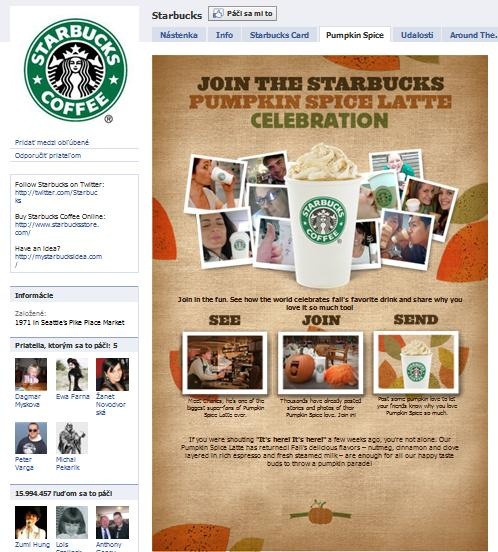 Starbucks
Páči sa mi to
Nástenka
Info
Starbucks Card
Pumpkin Spice
Udalosti
Around The..
STARBUCKS
COFFEE
®
Pridať medzi obľúbené
Odporučiť priateľom
Follow Starbucks on Twitter:
http://twitter.com/Starbuc
ks
Buy Starbucks Coffee Online:
http://www.starbucksstore.
com/
Have an Idea?
http://mystarbucksidea.com
/
Informácie
Založené:
1971 in Seattle's Pike Place Market
Priatelia, ktorým sa to páči: 5
Dagmar
Myskova
Ewa Farna
Žanet
Novodvor
ská
Peter
Varga
Michal
Pekarik
15.994.457 ľuďom sa to páči
Zumi Hung
Lois
Anthony
JOIN THE STARBUCKS
PUMPKIN SPICE LATTE
CELEBRATION
STARBUCKS
COFFEE
Join in the fun. See how the world celebrates fall's favorite drink and share why you
love it so much too!
SEE
JOIN
SEND
Meet Charles, he's one of the
biggest super-fans of Pumpkin
Spice Latte ever.
Thousands have already posted
stories and photos of their
Pumpkin Spice love. Join in!
Post some pumpkin love to let
your friends know why you love
Pumpkin Spice so much.
If you were shouting "It's here! It's here!" a few weeks ago, you're not alone. Our
Pumpkin Spice Latte has returned! Fall's delicious flavors – nutmeg, cinnamon and clove
layered in rich espresso and fresh steamed milk – are enough for all our happy taste
buds to throw a pumpkin parade!